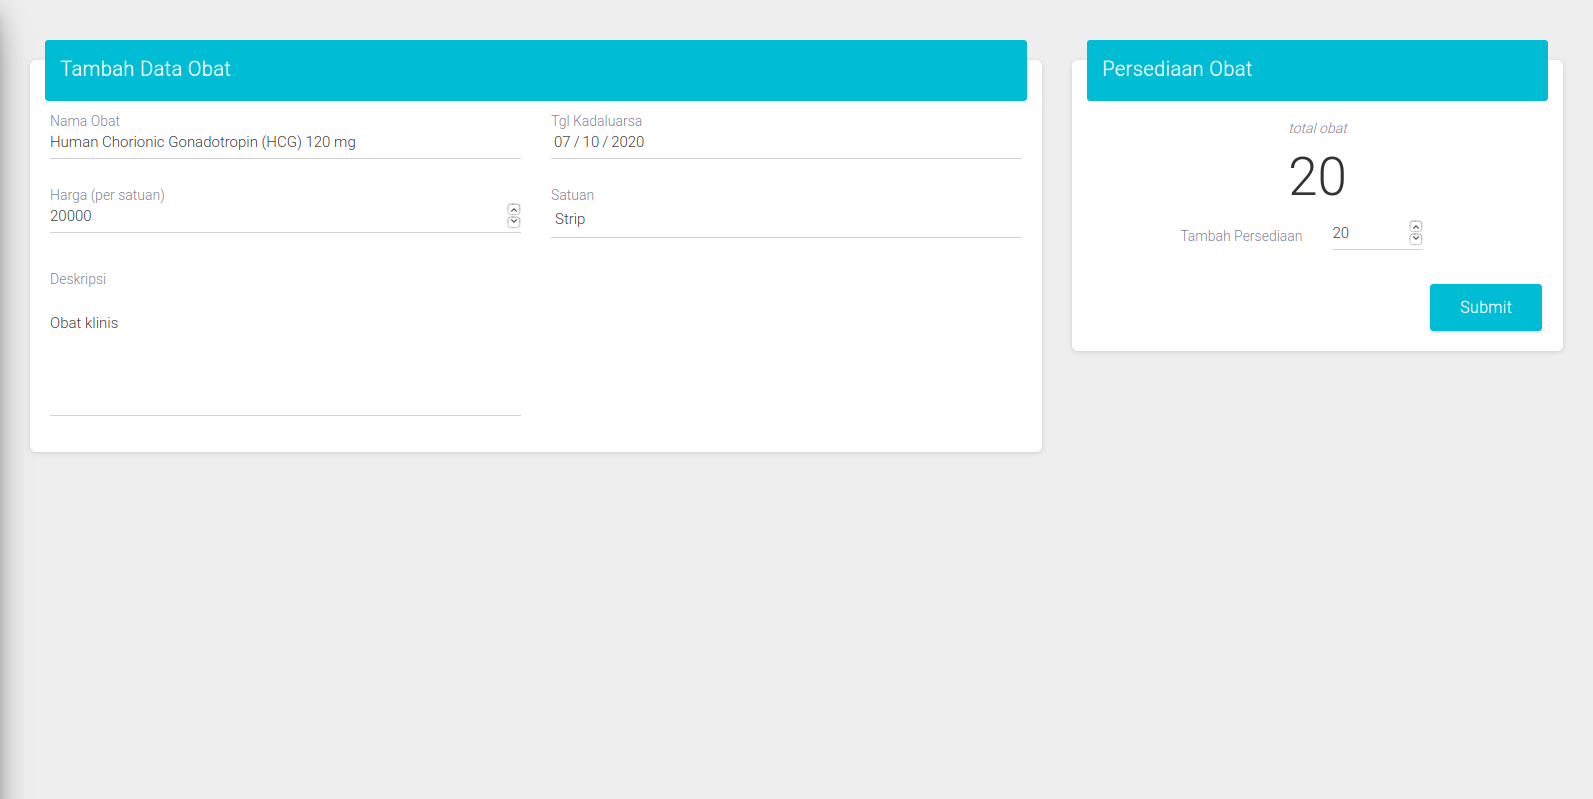 Tambah Data Obat
Nama Obat
Human Chorionic Gonadotropin (HCG) 120 mg
Tgl Kadaluarsa
07 / 10 / 2020
Harga (per satuan)
20000
Satuan
Strip
Deskripsi
Obat klinis
Persediaan Obat
total obat
20
Tambah Persediaan
20
Submit